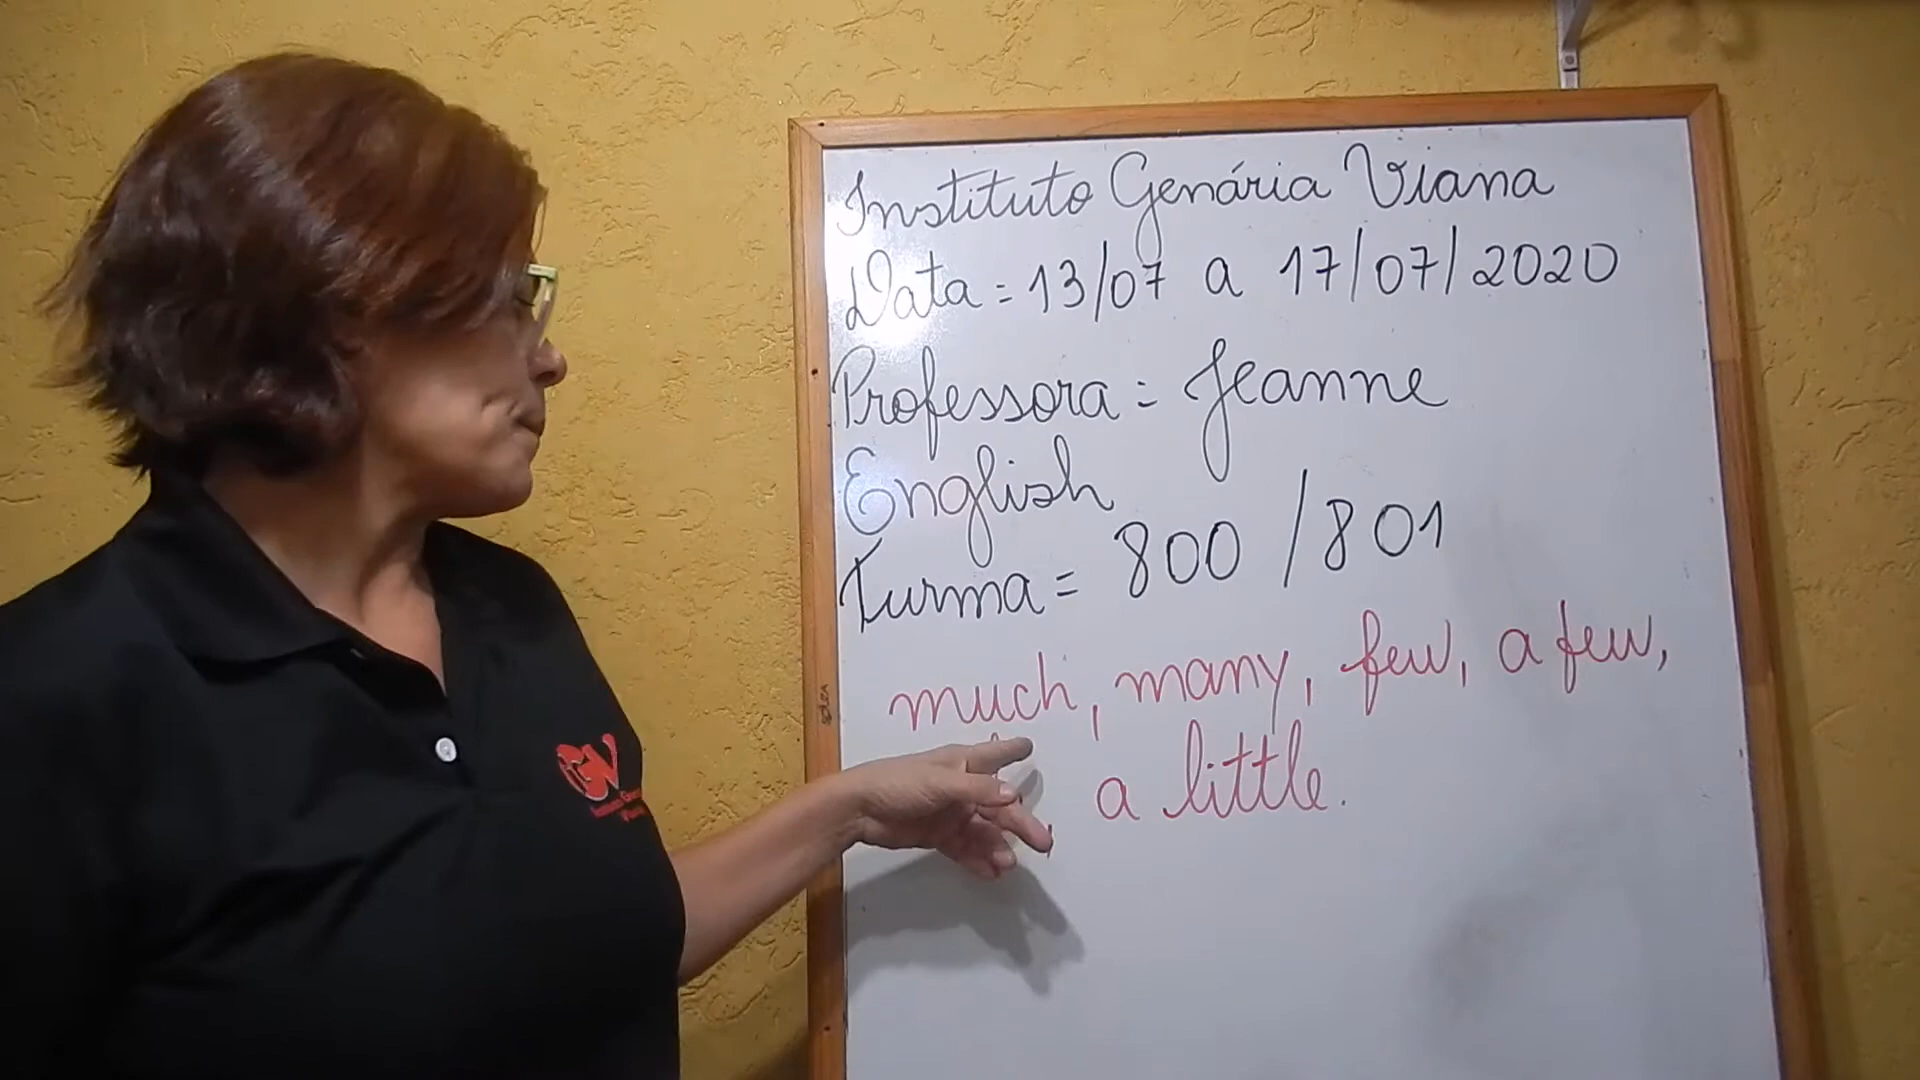 Instituto Genária Viana
Data = 13/07 a 17/07/2020
Professora = Jeanne
English
Turma = 800 / 801
much, many, few, a few,
a little.
IGV